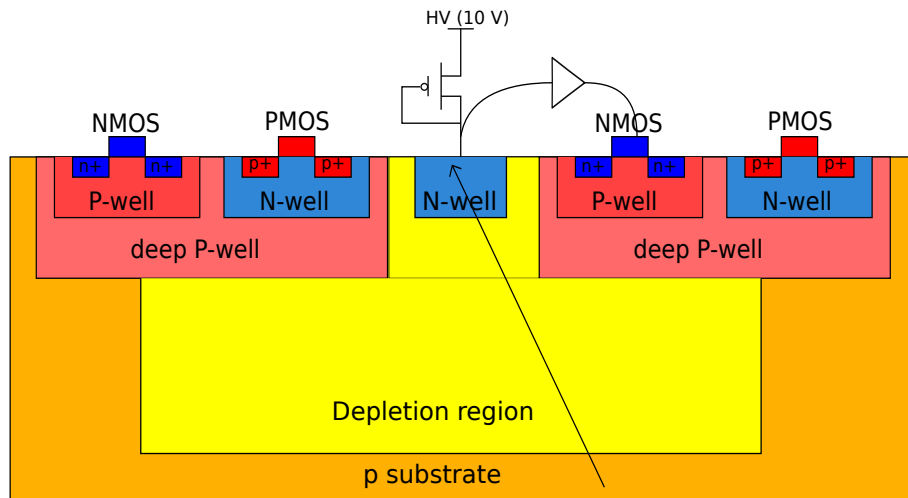 HV (10 V)
NMOS
PMOS
NMOS
PMOS
n+
n+
p+
p+
n+
n+
p+
p+
P-well
N-well
N-well
P-well
N-well
deep P-well
deep P-well
Depletion region
p substrate